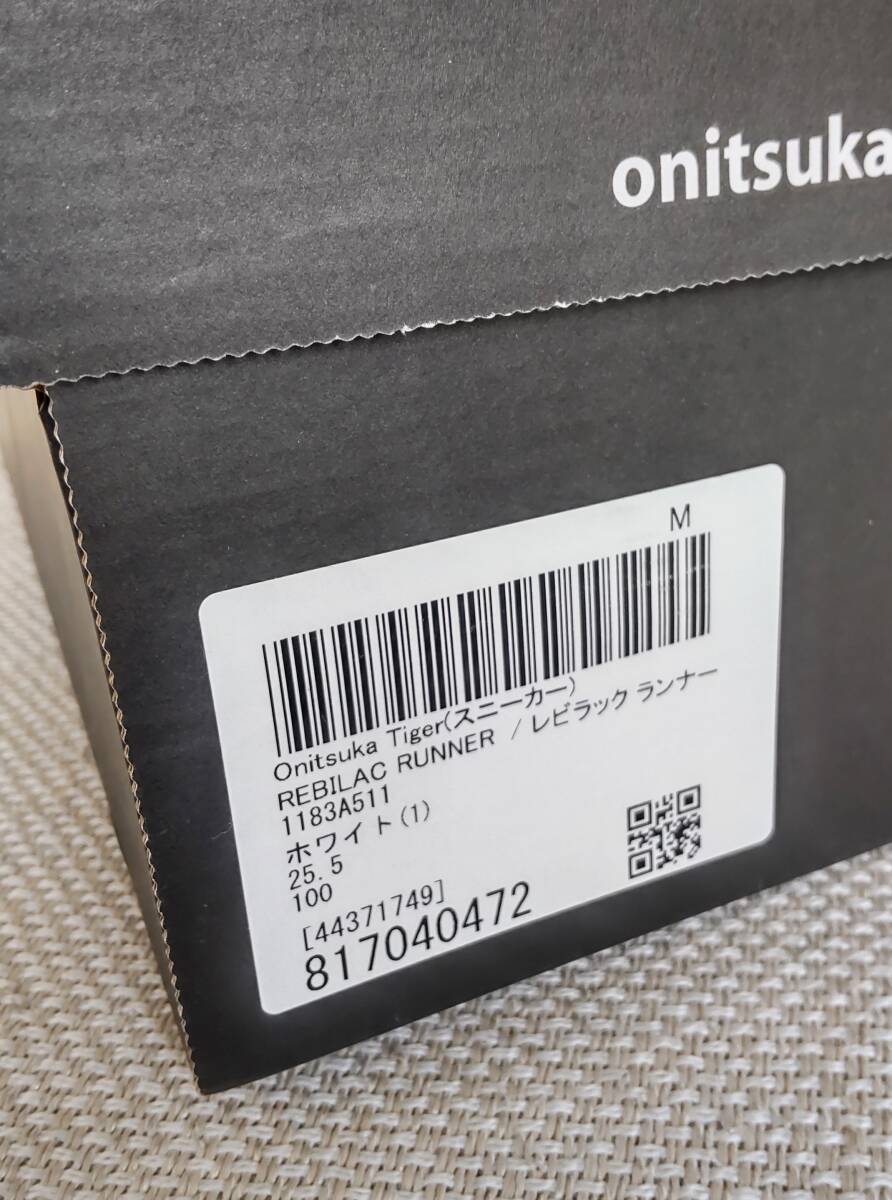 onitsuka
M
Onitsuka Tiger(スニーカー)
REBILAC RUNNER / レビラック ランナー
1183A511
ホワイト(1)
25.5
100
[44371749]
817040472